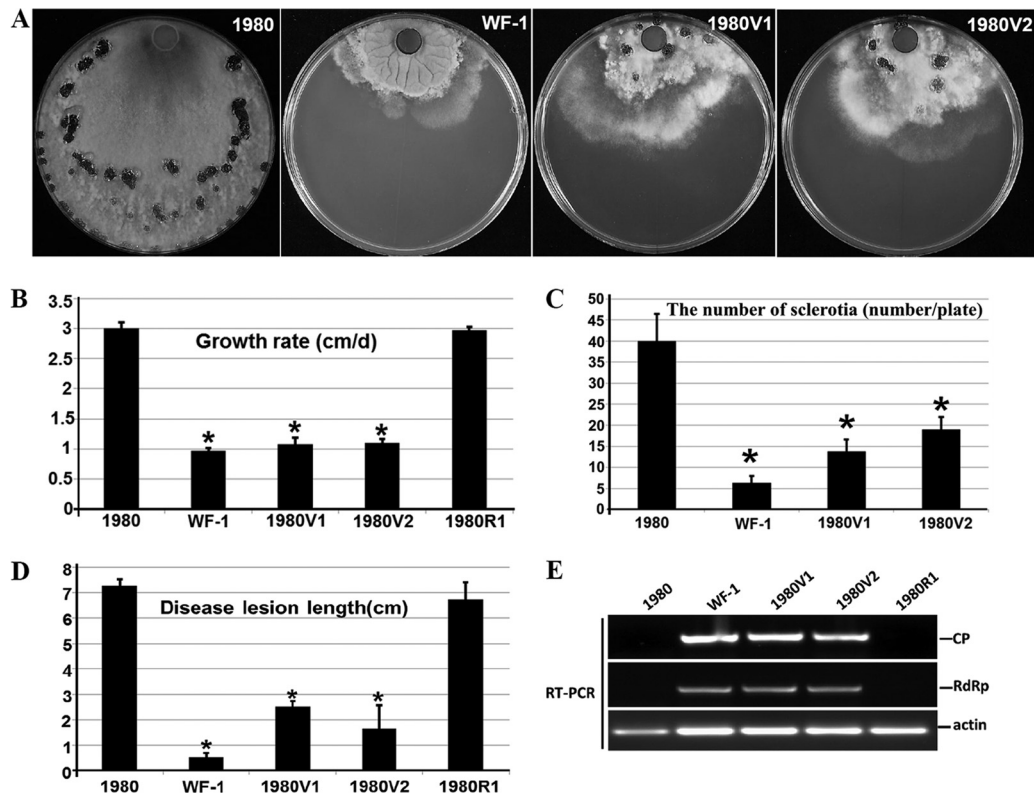 A
1980
WF-1
1980V1
1980V2
B
3.5
3
2.5
2
1.5
1
0.5
0
Growth rate (cm/d)
*
*
*
1980
WF-1
1980V1
1980V2
1980R1
C
50
45
40
35
30
25
20
15
10
5
0
The number of sclerotia (number/plate)
*
*
*
1980
WF-1
1980V1
1980V2
D
8
7
6
5
4
3
2
1
0
Disease lesion length(cm)
*
*
*
1980
WF-1
1980V1
1980V2
1980R1
E
1980
WF-1
1980V1
1980V2
1980R1
RT-PCR
CP
RdRp
actin